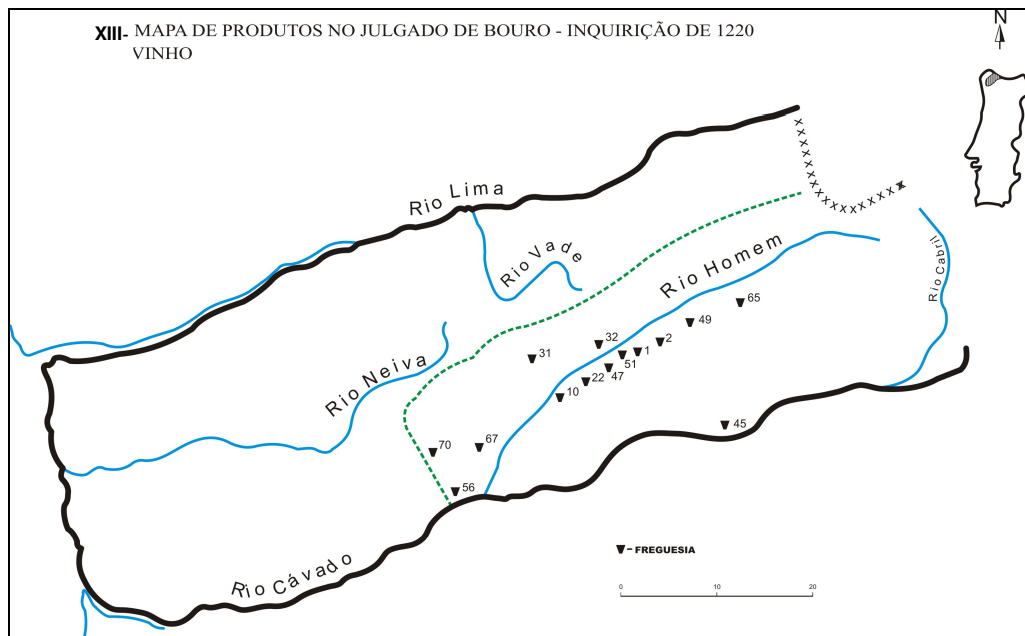 XIII- MAPA DE PRODUTOS NO JULGADO DE BOURO - INQUIRIÇÃO DE 1220
VINHO
N
Rio Lima
Rio Vade
Rio Homem
Rio Cabril
Rio Neiva
65
49
32
2
1
51
31
47
22
10
45
70
67
56
Rio Cávado
- FREGUESIA
0 10 20